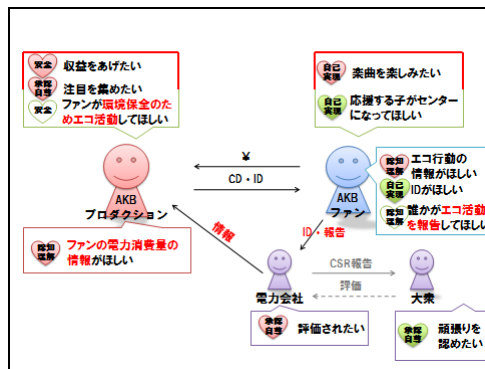 安全 収益をあげたい
承認自尊 注目を集めたい
安全 ファンが環境保全のた
めエコ活動してほしい
自己実現 楽曲を楽しみたい
自己実現 応援する子がセンター
になってほしい
¥
CD・ID
AKB
プロダクション
AKB
ファン
認知理解 エコ行動の
情報がほしい
自己実現 IDがほしい
認知理解 誰かがエコ活動
を報告してほしい
情報
ID・報告
認知理解 ファンの電力消費量の
情報がほしい
CSR報告
評価
電力会社
大衆
承認自尊 評価されたい
承認自尊 頑張りを
認めたい